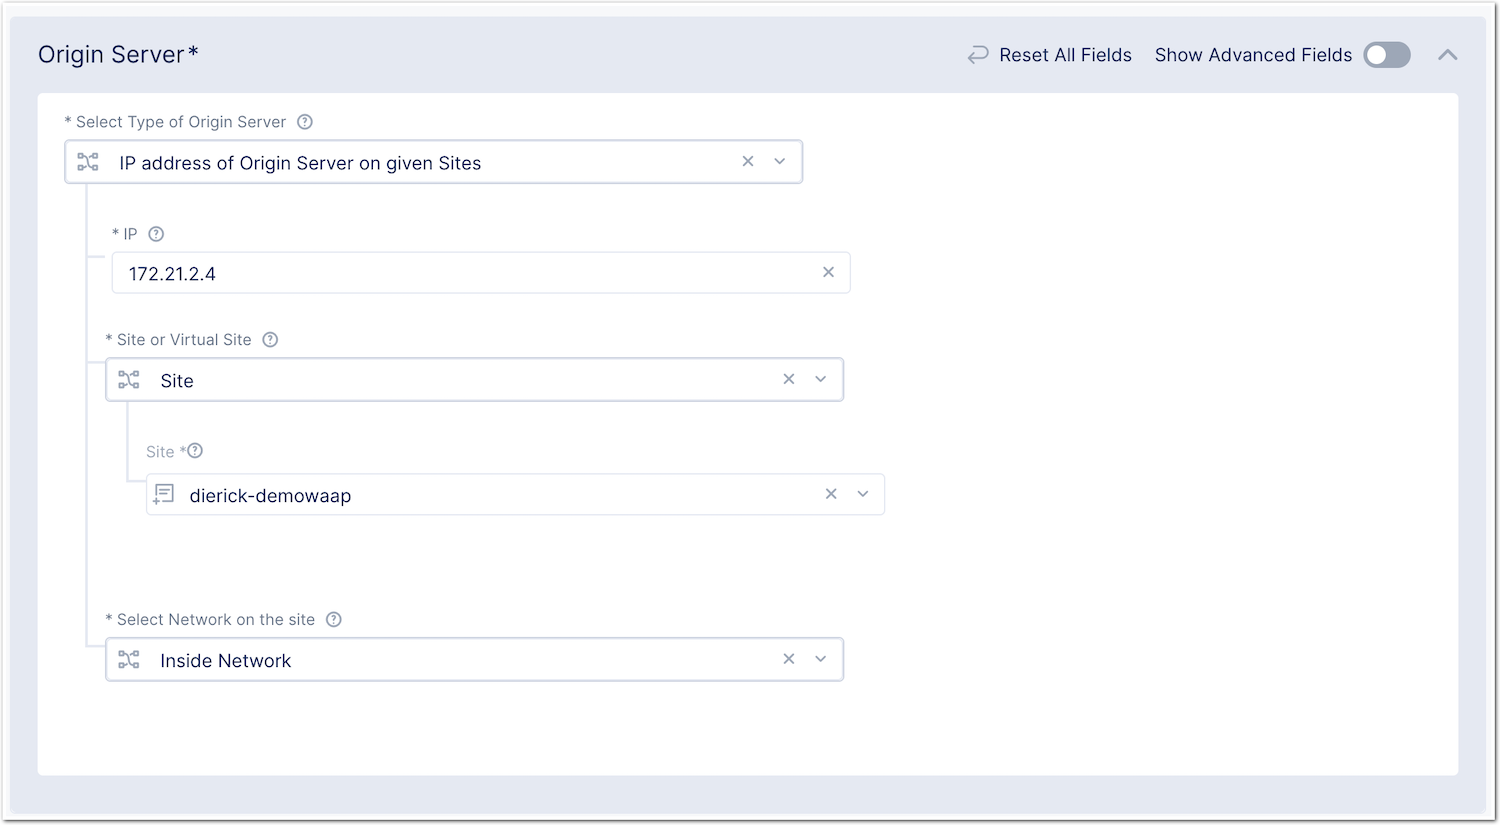 Origin Server*
Reset All Fields
Show Advanced Fields
* Select Type of Origin Server
IP address of Origin Server on given Sites
* IP
172.21.2.4
* Site or Virtual Site
Site
Site *
dierick-demowaap
* Select Network on the site
Inside Network